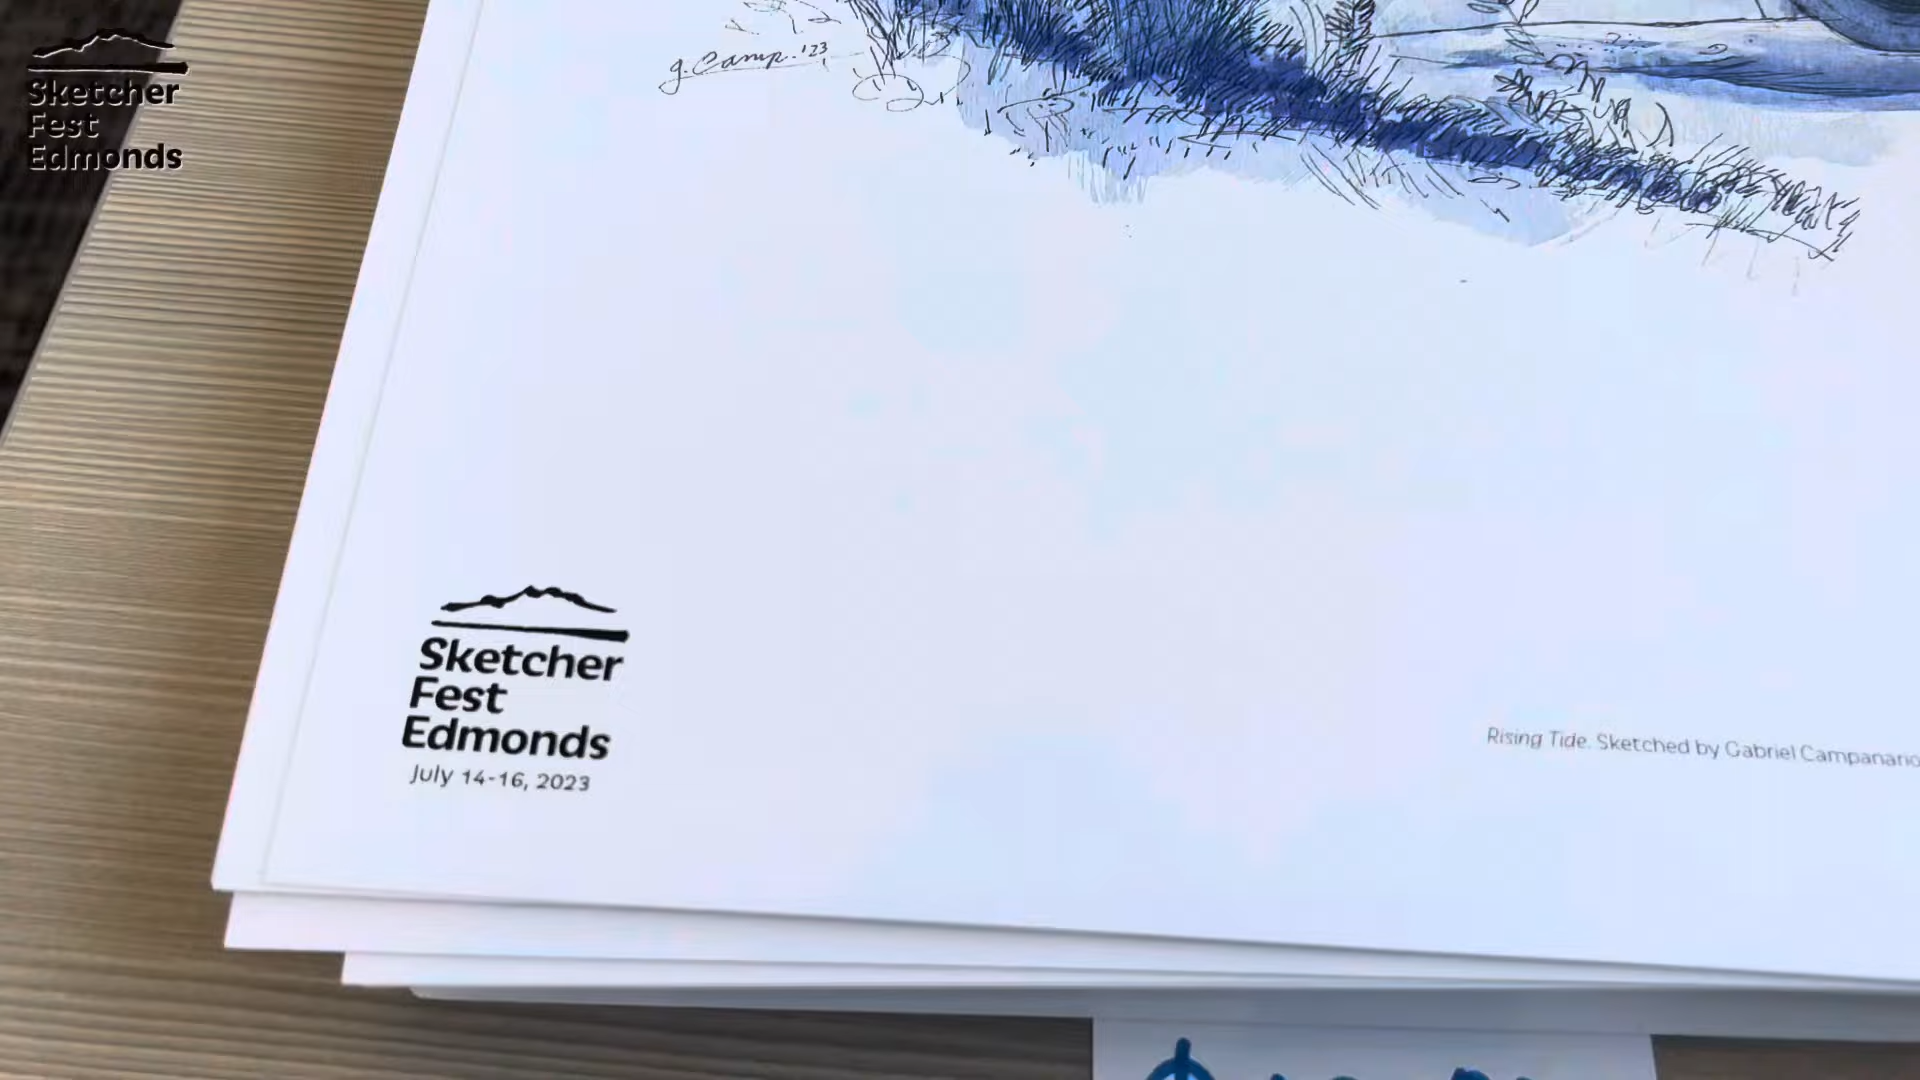 Sketcher
Fest
Edmonds
g. Camp. '23
Sketcher
Fest
Edmonds
July 14-16, 2023
Rising Tide. Sketched by Gabriel Campanario